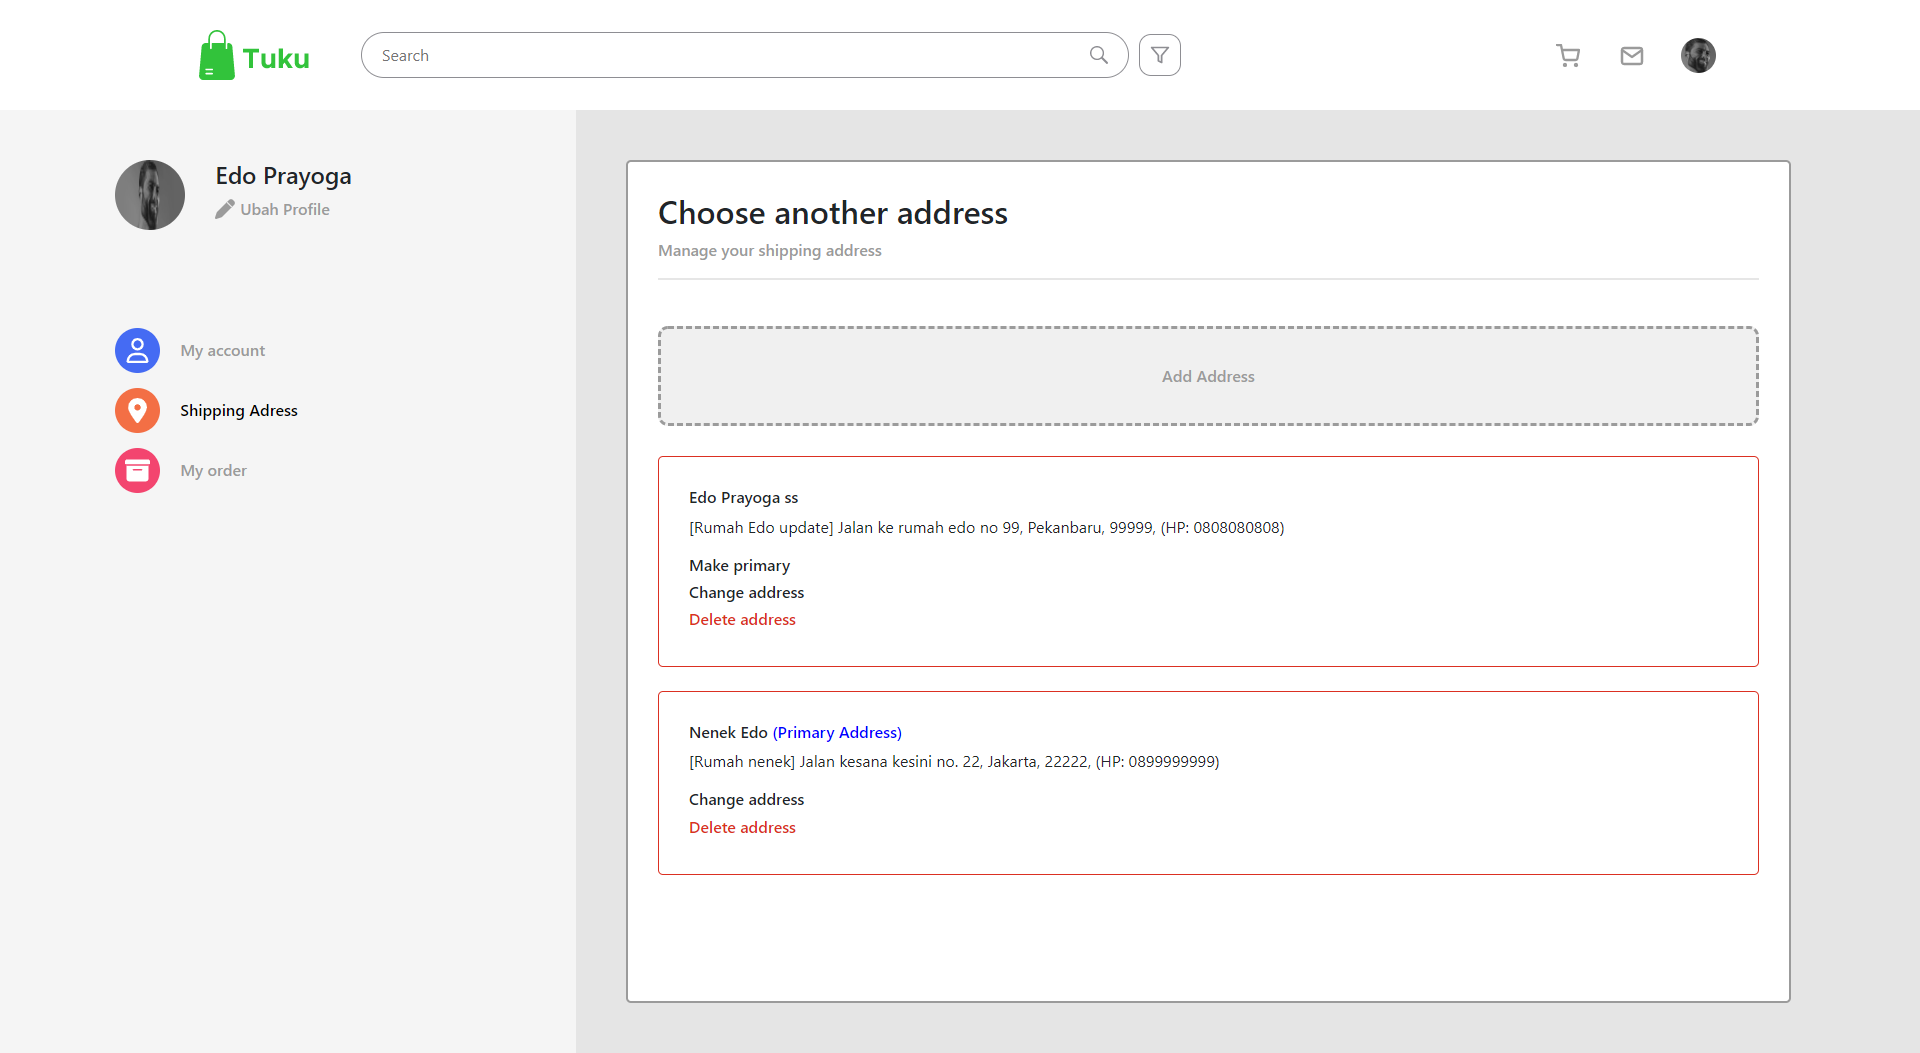 Tuku
Search
Edo Prayoga
Ubah Profile
My account
Shipping Adress
My order
Choose another address
Manage your shipping address
Add Address
Edo Prayoga ss
[Rumah Edo update] Jalan ke rumah edo no 99, Pekanbaru, 99999, (HP: 0808080808)
Make primary
Change address
Delete address
Nenek Edo (Primary Address)
[Rumah nenek] Jalan kesana kesini no. 22, Jakarta, 22222, (HP: 0899999999)
Change address
Delete address